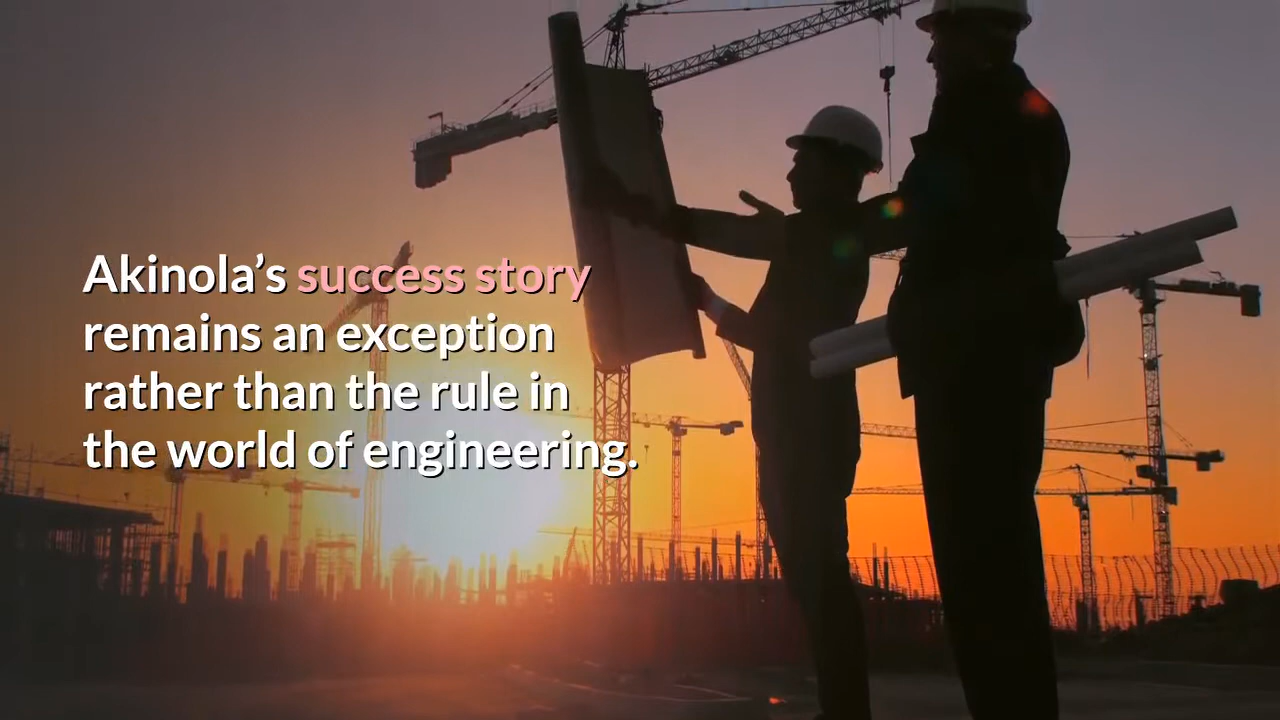 Akinola’s success story
remains an exception
rather than the rule in
the world of engineering.